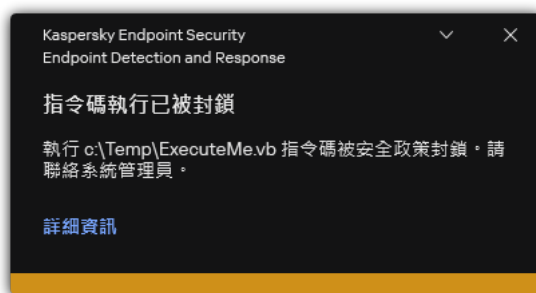 Kaspersky Endpoint Security
Endpoint Detection and Response
指令碼執行已被封鎖
執行 c:\Temp\ExecuteMe.vb 指令碼被安全政策封鎖。請
聯絡系統管理員。
詳細資訊